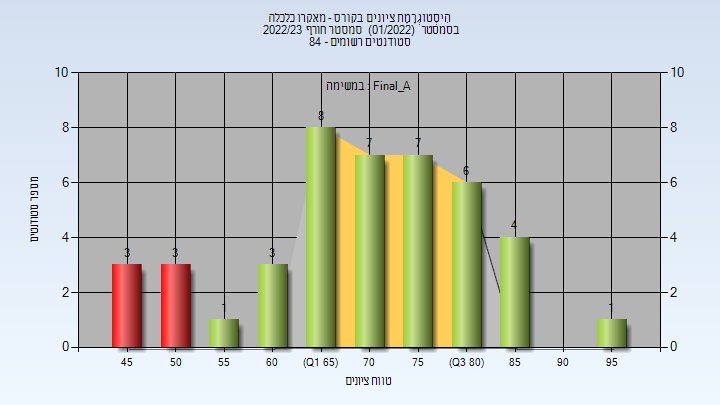 היסטוגרמת ציונים בקורס - מאקרו כלכלה
בסמסטר (01/2022) סמסטר חורף 2022/23
סטודנטים רשומים - 84
במשימה : Final_A
10 10
8 8
6 6
4 4
2 2
0 0
3 3 1 3 8 7 7 6 4 1
מספר סטודנטים
45 50 55 60 (Q1 65) 70 75 (Q3 80) 85 90 95
טווח ציונים